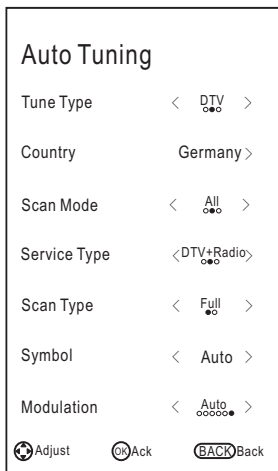 Auto Tuning
Tune Type < DTV >
Country Germany >
Scan Mode < All >
Service Type < DTV+Radio >
Scan Type < Full >
Symbol < Auto >
Modulation < Auto >
Adjust OK Ack BACK Back